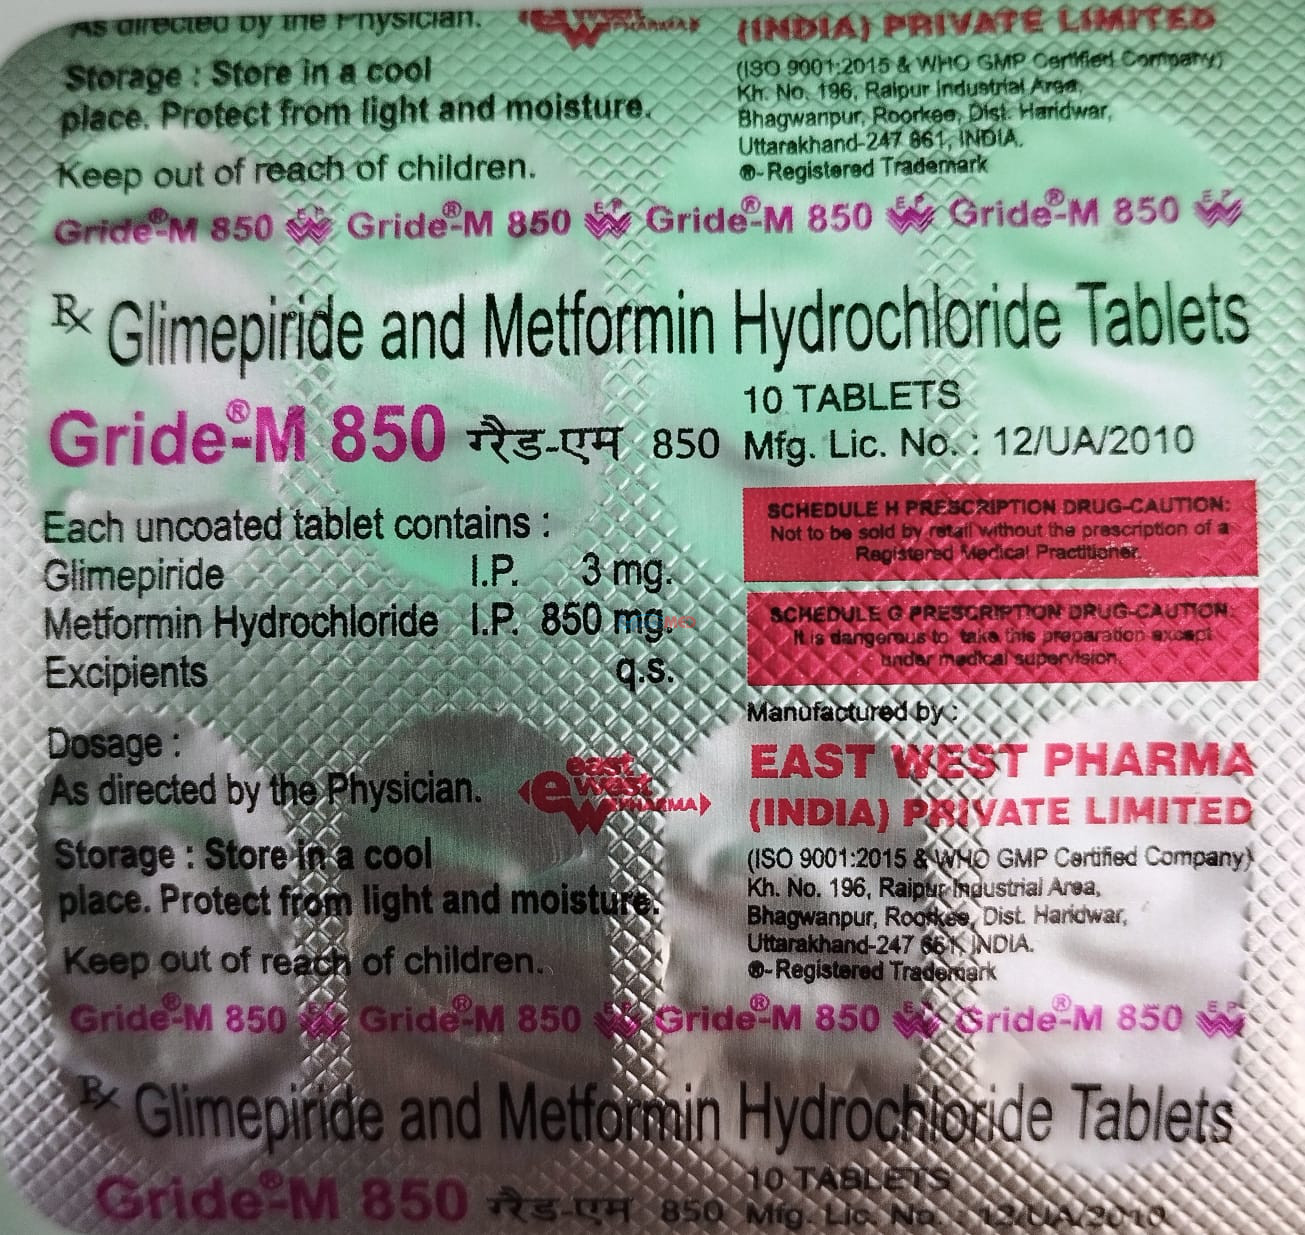 As directed by the Physician.
east west PHARMA
(INDIA) PRIVATE LIMITED
Storage : Store in a cool
place. Protect from light and moisture.
(ISO 9001:2015 & WHO GMP Certified Company)
Kh. No. 196, Raipur Industrial Area,
Bhagwanpur, Roorkee, Dist. Haridwar,
Uttarakhand-247 661, INDIA.
®-Registered Trademark
Keep out of reach of children.
Gride®-M 850 E P W Gride®-M 850 E P W Gride®-M 850 E P W Gride®-M 850 E P W
Rx Glimepiride and Metformin Hydrochloride Tablets
Gride®-M 850 ग्रैड-एम 850
10 TABLETS
Mfg. Lic. No. : 12/UA/2010
Each uncoated tablet contains :
Glimepiride I.P. 3 mg.
Metformin Hydrochloride I.P. 850 mg.
Excipients q.s.
SCHEDULE H PRESCRIPTION DRUG-CAUTION:
Not to be sold by retail without the prescription of a
Registered Medical Practitioner.
SCHEDULE G PRESCRIPTION DRUG-CAUTION:
It is dangerous to take this preparation except
under medical supervision.
Dosage :
As directed by the Physician.
east west PHARMA
Manufactured by :
EAST WEST PHARMA
(INDIA) PRIVATE LIMITED
Storage : Store in a cool
place. Protect from light and moisture.
(ISO 9001:2015 & WHO GMP Certified Company)
Kh. No. 196, Raipur Industrial Area,
Bhagwanpur, Roorkee, Dist. Haridwar,
Uttarakhand-247 661, INDIA.
®-Registered Trademark
Keep out of reach of children.
Gride®-M 850 E P W Gride®-M 850 E P W Gride®-M 850 E P W Gride®-M 850 E P W
Rx Glimepiride and Metformin Hydrochloride Tablets
Gride®-M 850 ग्रैड-एम 850
10 TABLETS
Mfg. Lic. No. : 12/UA/2010